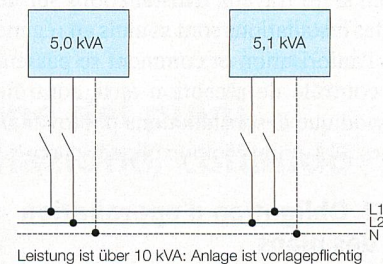 5,0 kVA
5,1 kVA
L1
L2
N
Leistung ist über 10 kVA: Anlage ist vorlagepflichtig